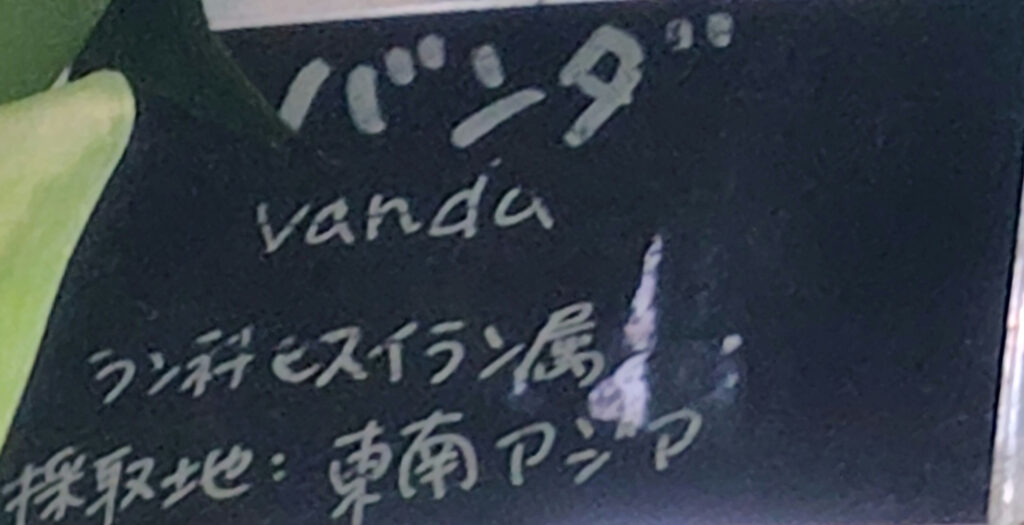 バンダ
vanda
ラン科ヒスイラン属
採取地：東南アジア